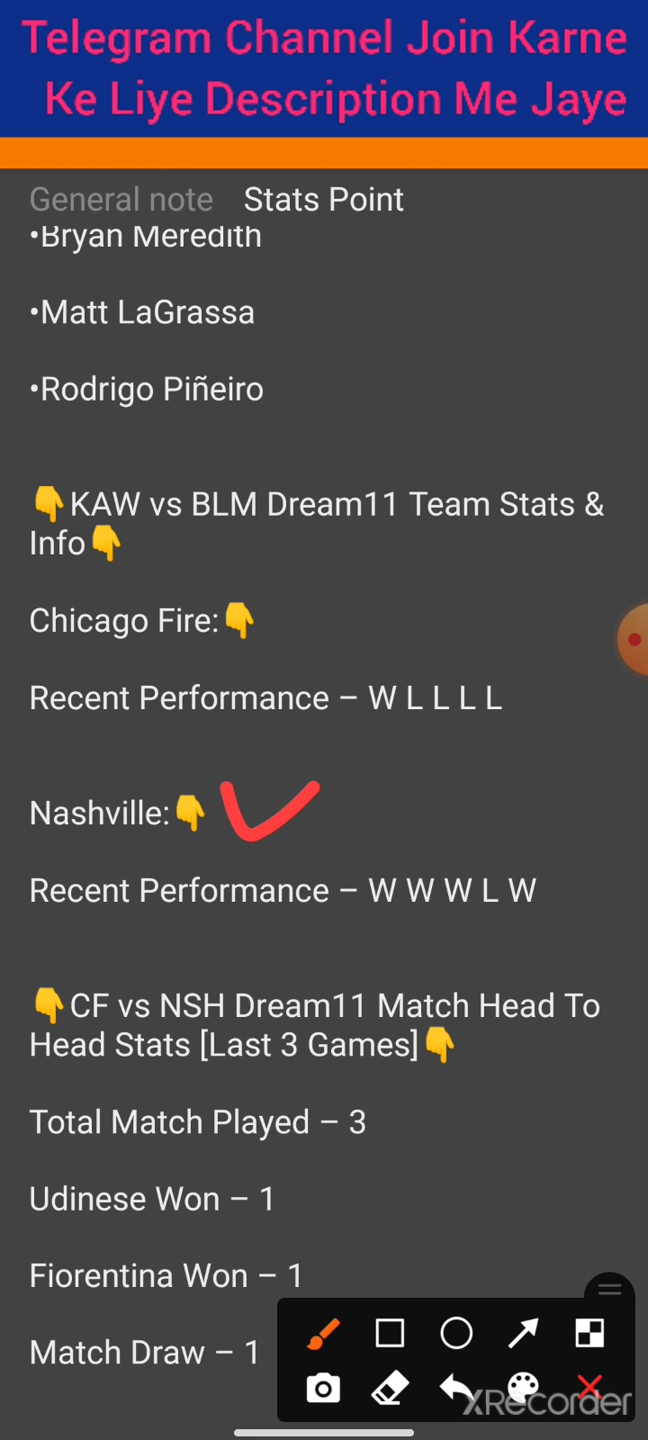 Telegram Channel Join Karne
Ke Liye Description Me Jaye
General note Stats Point
•Bryan Meredith
•Matt LaGrassa
•Rodrigo Piñeiro
👇KAW vs BLM Dream11 Team Stats &
Info👇
Chicago Fire:👇
Recent Performance – W L L L L
Nashville:👇
Recent Performance – W W W L W
👇CF vs NSH Dream11 Match Head To
Head Stats [Last 3 Games]👇
Total Match Played – 3
Udinese Won – 1
Fiorentina Won – 1
Match Draw – 1
XRecorder